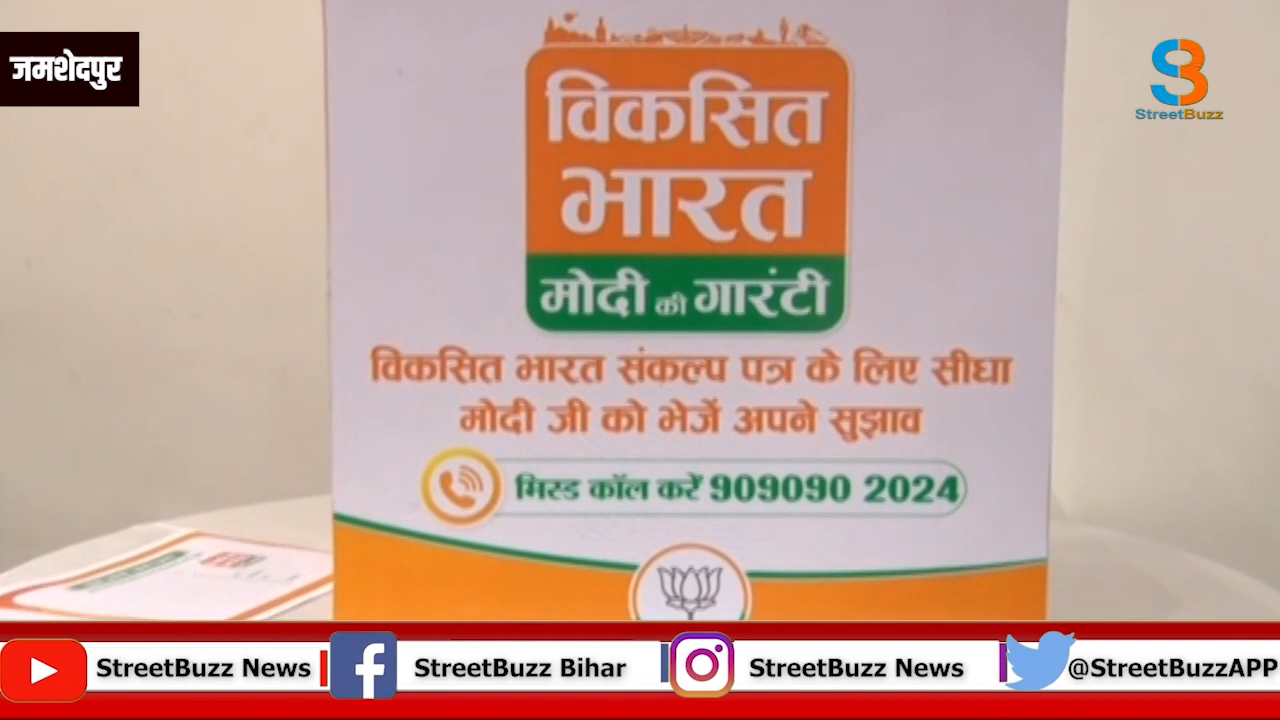 जमशेदपुर
StreetBuzz
विकसित
भारत
मोदी की गारंटी
विकसित भारत संकल्प पत्र के लिए सीधा
मोदी जी को भेजें अपने सुझाव
मिस्ड कॉल करें 909090 2024
StreetBuzz News
StreetBuzz Bihar
StreetBuzz News
@StreetBuzzAPP